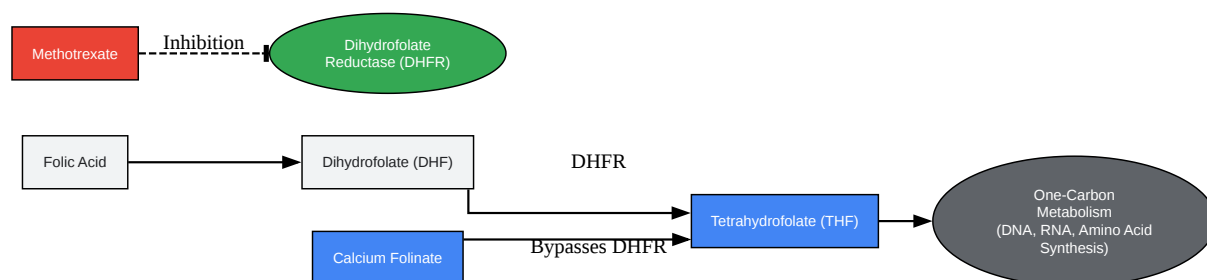 Methotrexate
Inhibition
Dihydrofolate
Reductase (DHFR)
Folic Acid
Dihydrofolate (DHF)
DHFR
Tetrahydrofolate (THF)
One-Carbon
Metabolism
(DNA, RNA, Amino Acid
Synthesis)
Calcium Folinate
Bypasses DHFR